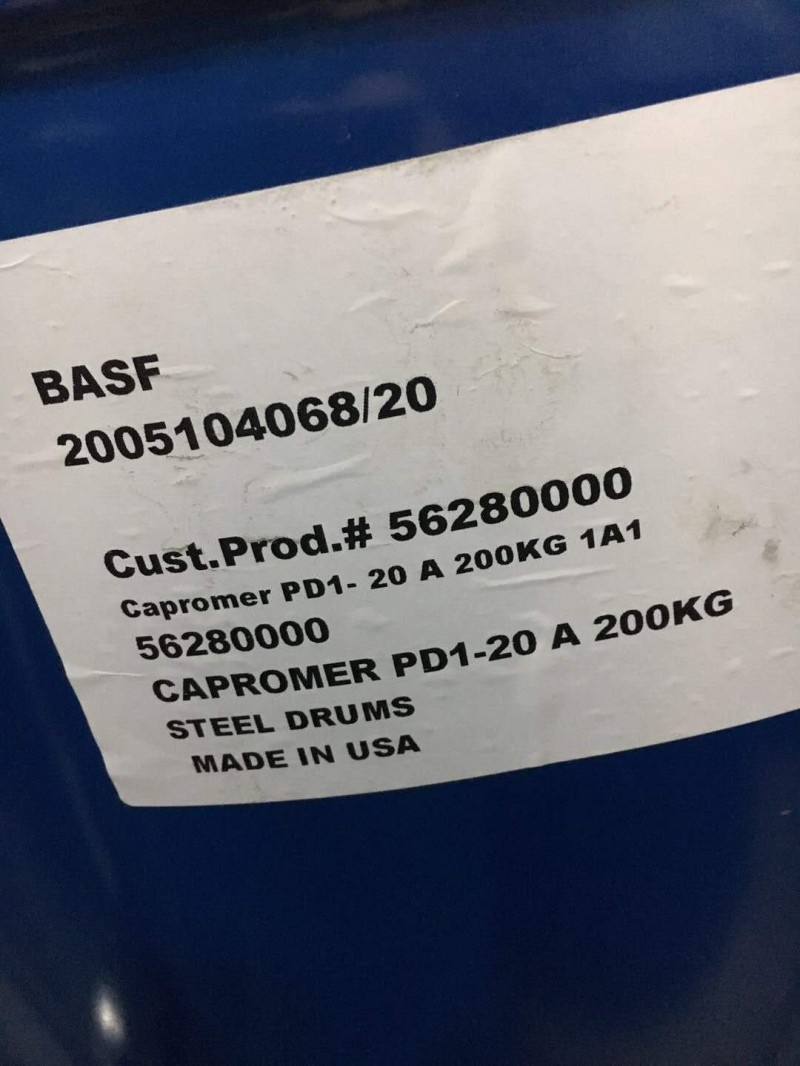 BASF
2005104068/20
Cust.Prod.# 56280000
Capromer PD1- 20 A 200KG 1A1
56280000
CAPROMER PD1-20 A 200KG
STEEL DRUMS
MADE IN USA